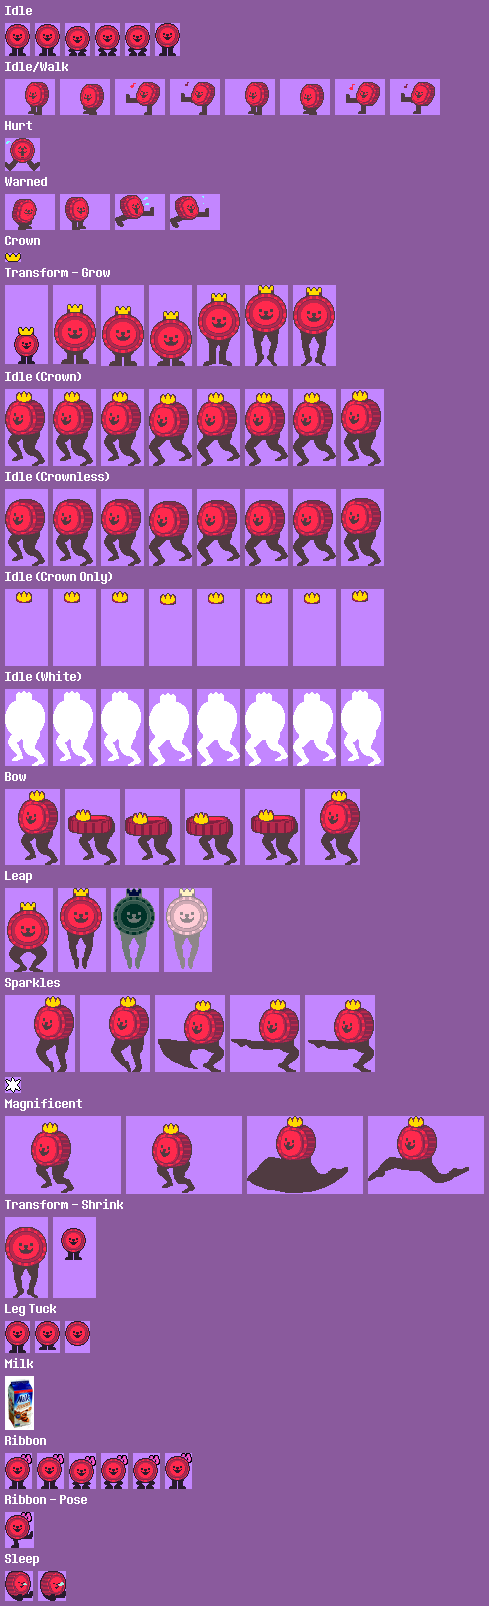 Idle
Idle/Walk
Hurt
Warned
Crown
Transform - Grow
Idle (Crown)
Idle (Crownless)
Idle (Crown Only)
Idle (White)
Bow
Leap
Sparkles
Magnificent
Transform - Shrink
Leg Tuck
Milk
Ribbon
Ribbon - Pose
Sleep